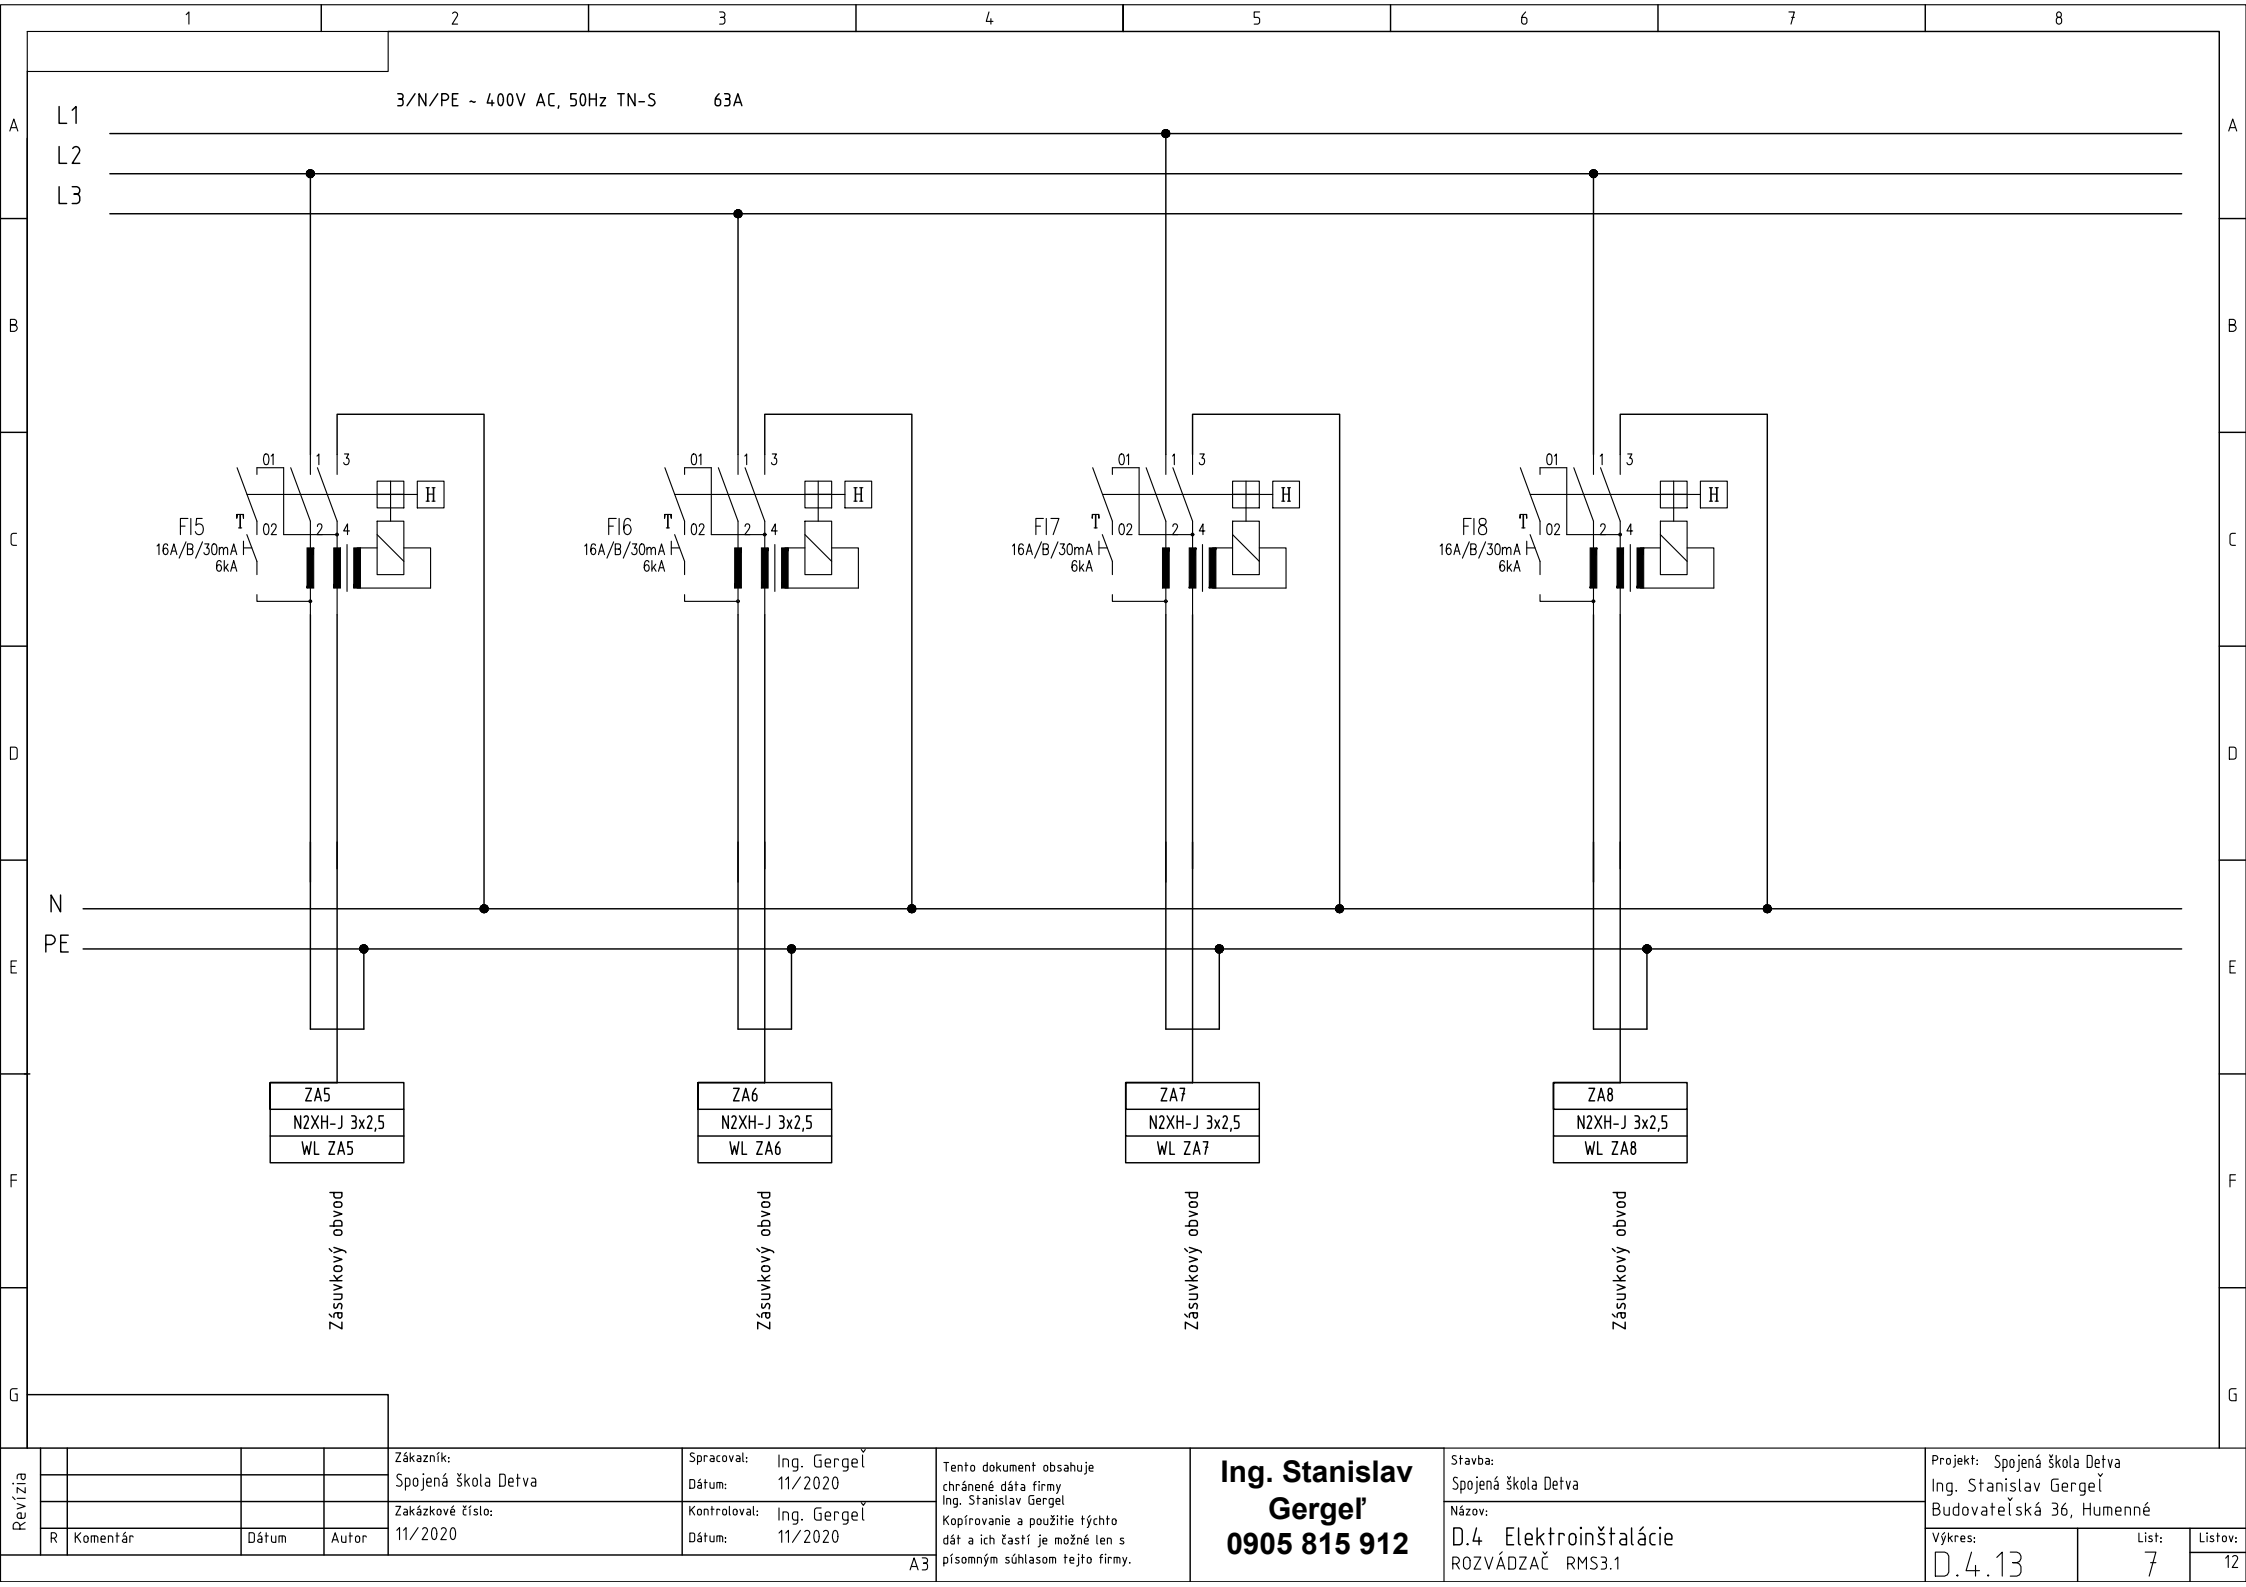 1 2 3 4 5 6 7 8
A A
B B
C C
D D
E E
F F
G G
3/N/PE ~ 400V AC, 50Hz TN-S 63A
L1
L2
L3
01 1 3
H
FI5 T 02 2 4
16A/B/30mA
6kA
01 1 3
H
FI6 T 02 2 4
16A/B/30mA
6kA
01 1 3
H
FI7 T 02 2 4
16A/B/30mA
6kA
01 1 3
H
FI8 T 02 2 4
16A/B/30mA
6kA
N
PE
ZA5
N2XH-J 3x2,5
WL ZA5
Zásuvkový obvod
ZA6
N2XH-J 3x2,5
WL ZA6
Zásuvkový obvod
ZA7
N2XH-J 3x2,5
WL ZA7
Zásuvkový obvod
ZA8
N2XH-J 3x2,5
WL ZA8
Zásuvkový obvod
Revízia
R Komentár Dátum Autor
Zákazník:
Spojená škola Detva
Zakázkové číslo:
11/2020
Spracoval: Ing. Gergeľ
Dátum: 11/2020
Kontroloval: Ing. Gergeľ
Dátum: 11/2020
A3
Tento dokument obsahuje
chránené dáta firmy
Ing. Stanislav Gergel
Kopírovanie a použitie týchto
dát a ich častí je možné len s
písomným súhlasom tejto firmy.
Ing. Stanislav
Gergeľ
0905 815 912
Stavba:
Spojená škola Detva
Názov:
D.4 Elektroinštalácie
ROZVÁDZAČ RMS3.1
Projekt: Spojená škola Detva
Ing. Stanislav Gergeľ
Budovateľská 36, Humenné
Výkres: List: Listov:
D.4.13 7 12